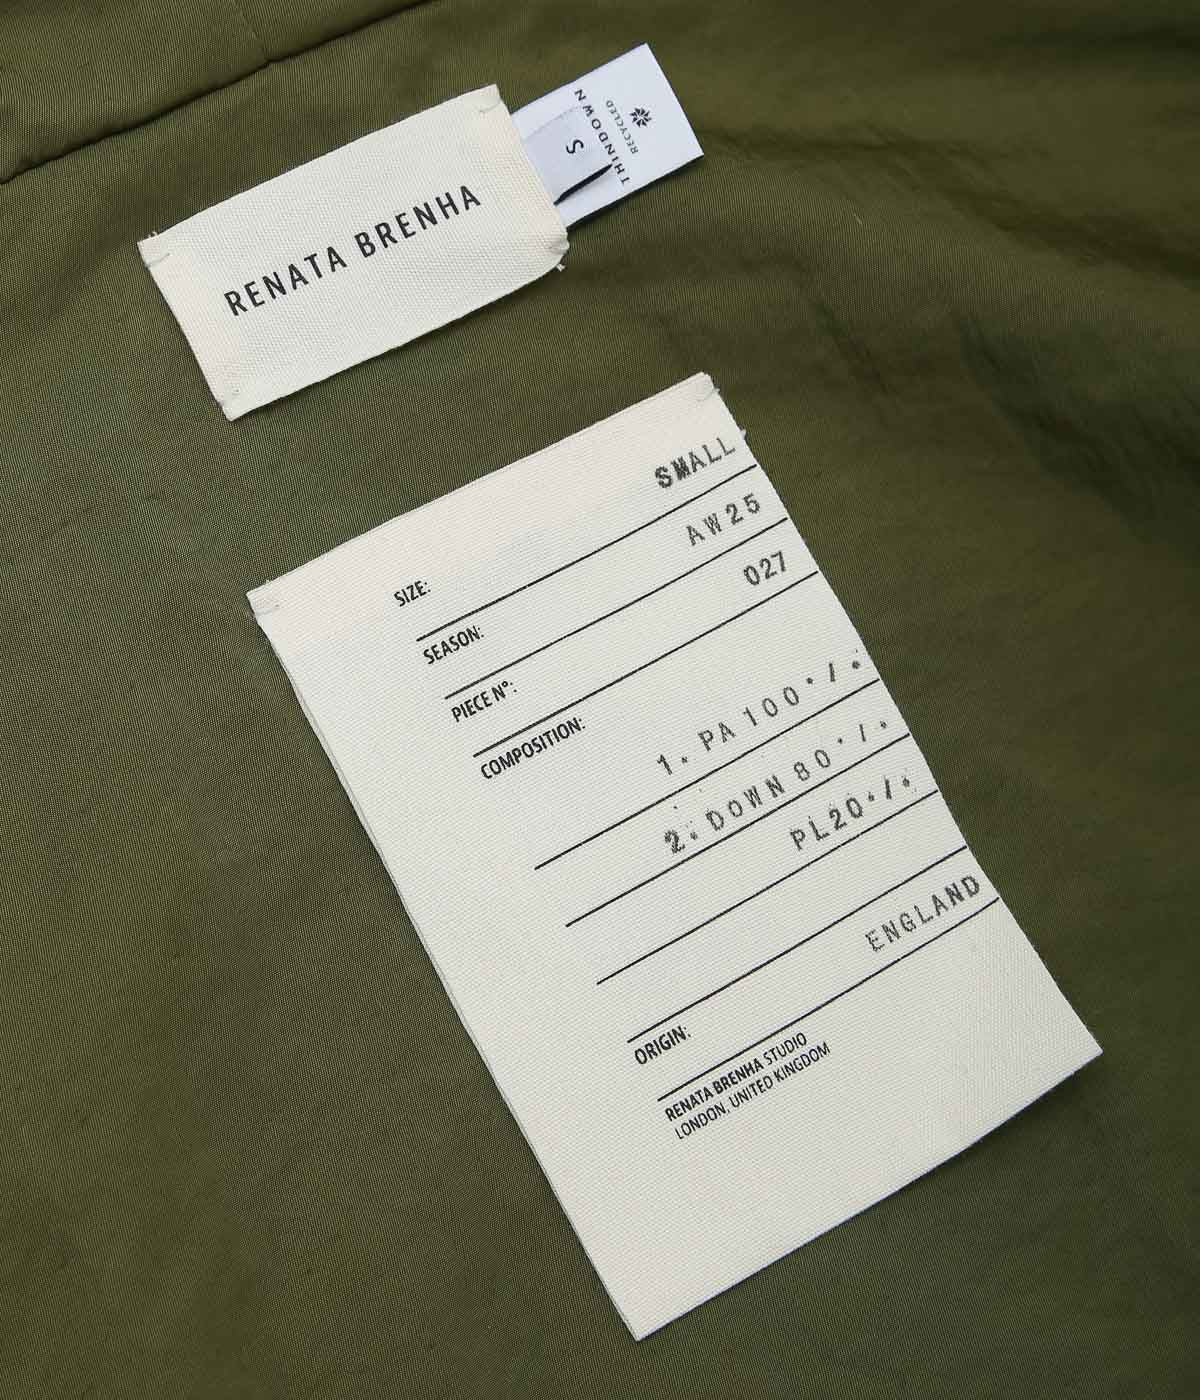 RENATA BRENHA
S
THINDOWN
RECYCLED
SIZE: SMALL
SEASON: AW25
PIECE Nº: 027
COMPOSITION:
1. PA 100%
2. DOWN 80%
PL20%
ORIGIN: ENGLAND
RENATA BRENHA STUDIO
LONDON, UNITED KINGDOM